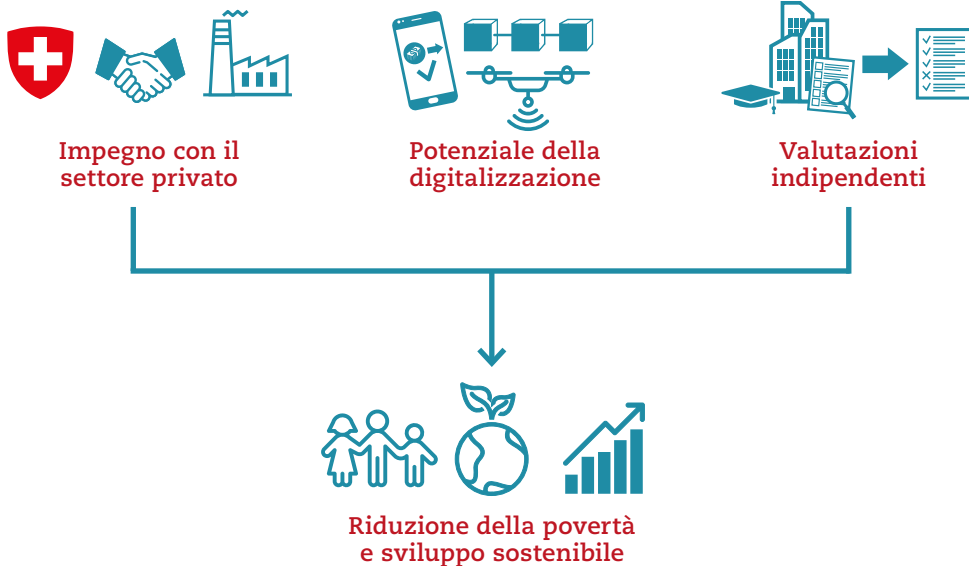 Impegno con il
settore privato
Potenziale della
digitalizzazione
Valutazioni
indipendenti
Riduzione della povertà
e sviluppo sostenibile